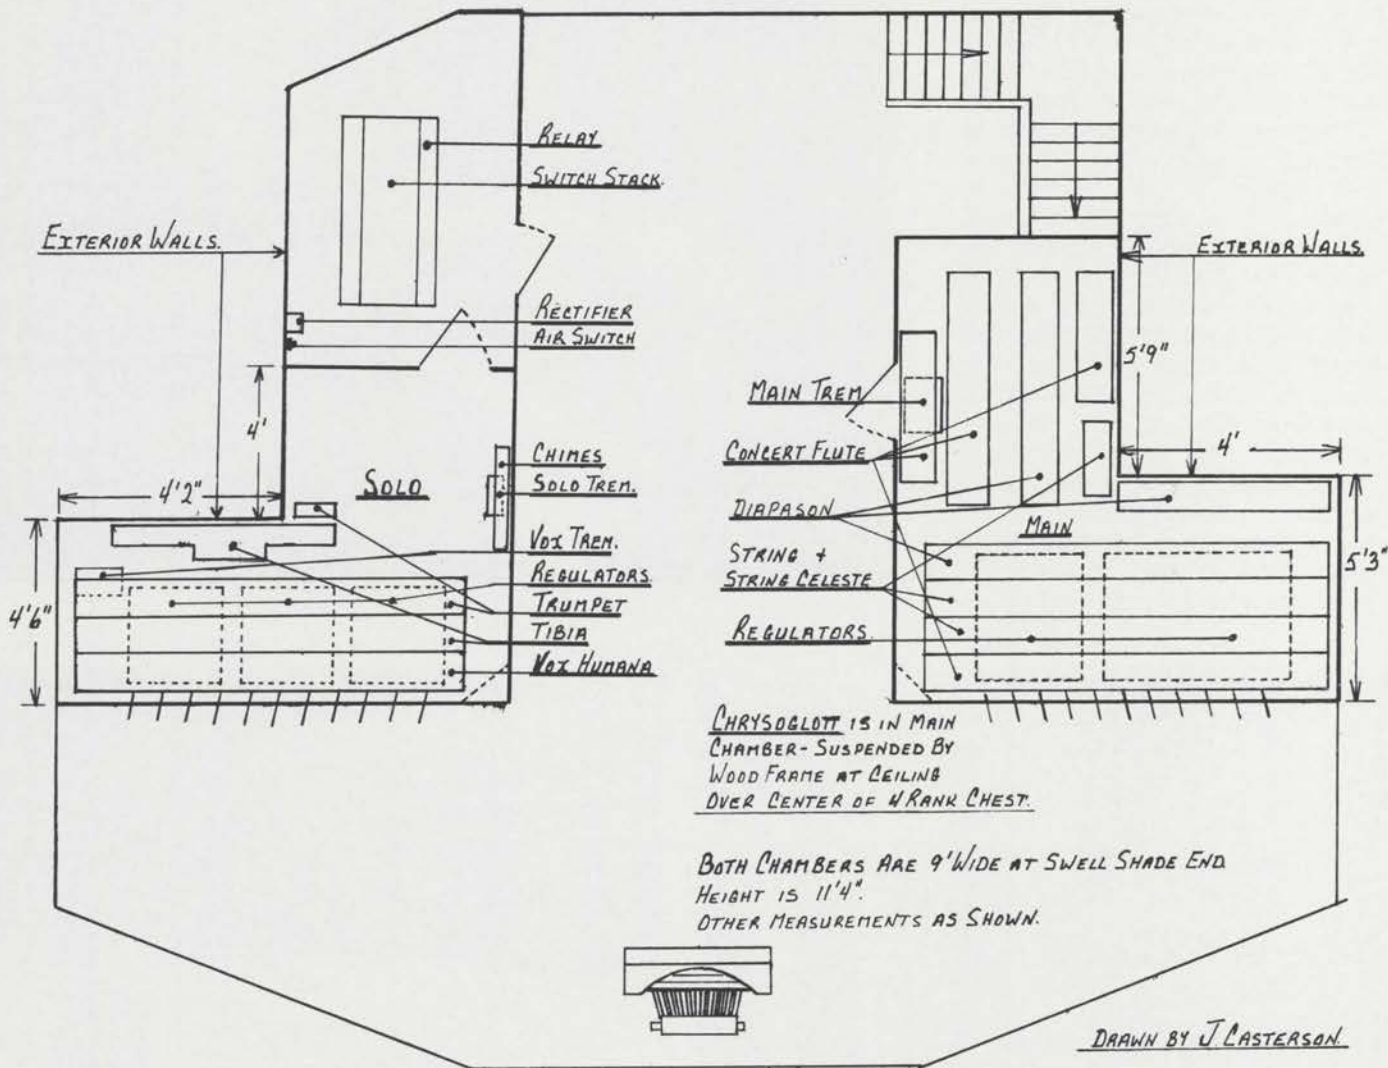 RELAY
SWITCH STACK.
EXTERIOR WALLS.
EXTERIOR WALLS.
RECTIFIER
AIR SWITCH
5'9"
MAIN TREM
4'
CONCERT FLUTE
4'
CHIMES
SOLO TREM.
4'2"
SOLO
DIAPASON
MAIN
VOX TREM.
STRING +
STRING CELESTE
5'3"
REGULATORS.
TRUMPET
4'6"
TIBIA
REGULATORS.
VOX HUMANA
CHRYSOGLOTT IS IN MAIN
CHAMBER - SUSPENDED BY
WOOD FRAME AT CEILING
OVER CENTER OF 4 RANK CHEST.
BOTH CHAMBERS ARE 9' WIDE AT SWELL SHADE END
HEIGHT IS 11'4".
OTHER MEASUREMENTS AS SHOWN.
DRAWN BY J. CASTERSON.